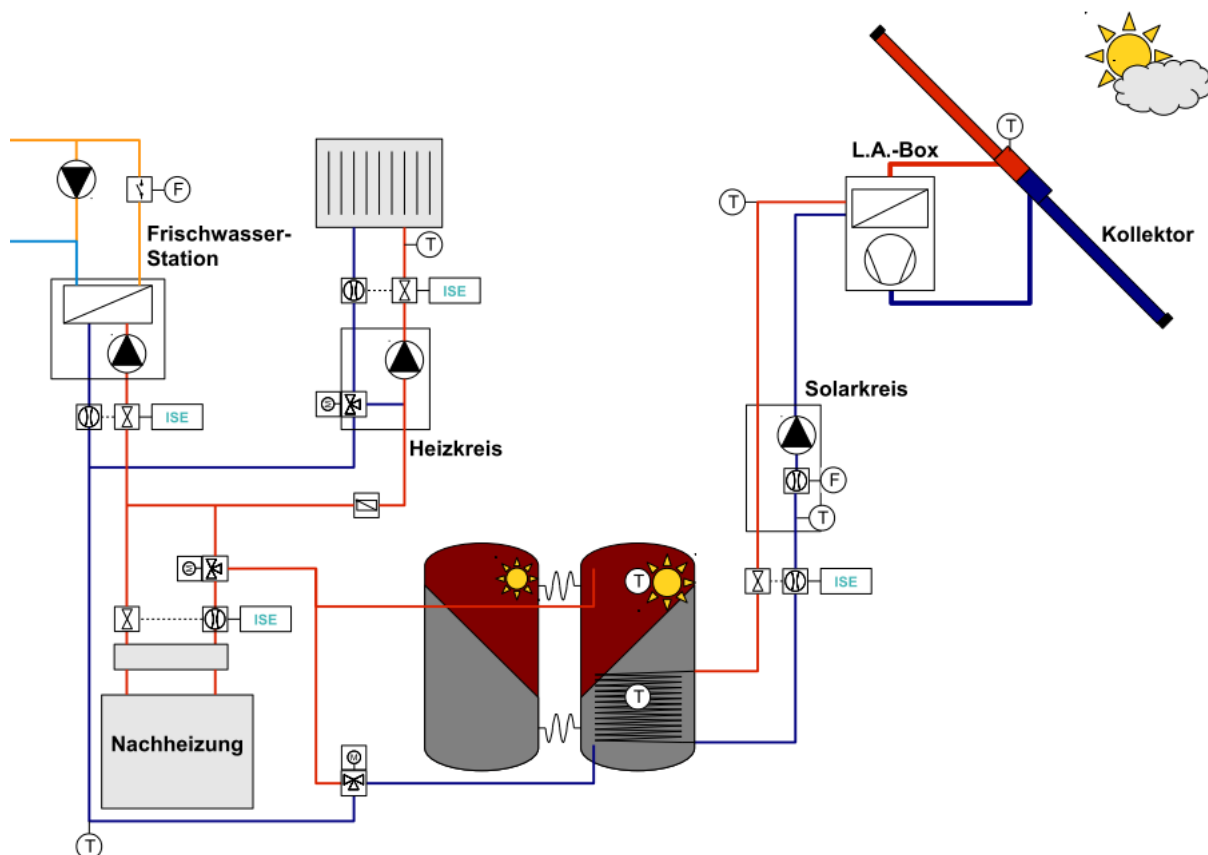 T
L.A.-Box
F
T
Frischwasser-
Station
T
Kollektor
ISE
Solarkreis
M
ISE
Heizkreis
F
T
M
T
ISE
ISE
T
Nachheizung
M
T